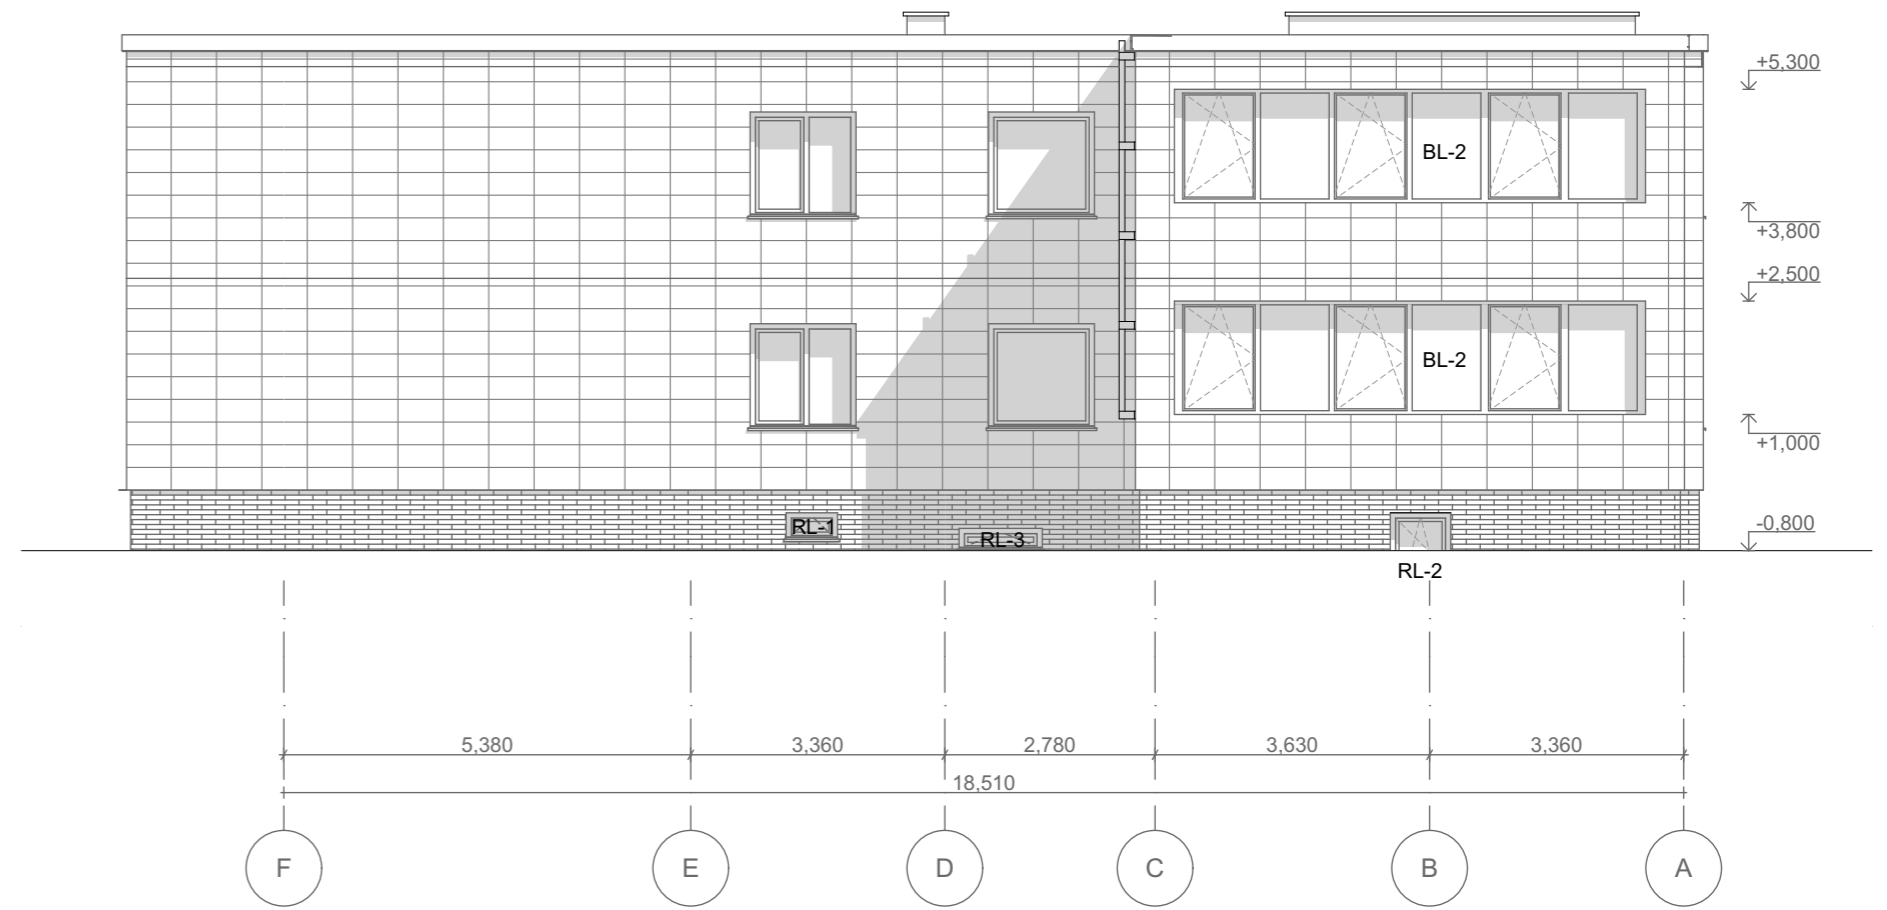 +5,300
BL-2
+3,800
+2,500
BL-2
+1,000
RL-1
RL-3
-0,800
RL-2
5,380
3,360
2,780
3,630
3,360
18,510
F
E
D
C
B
A